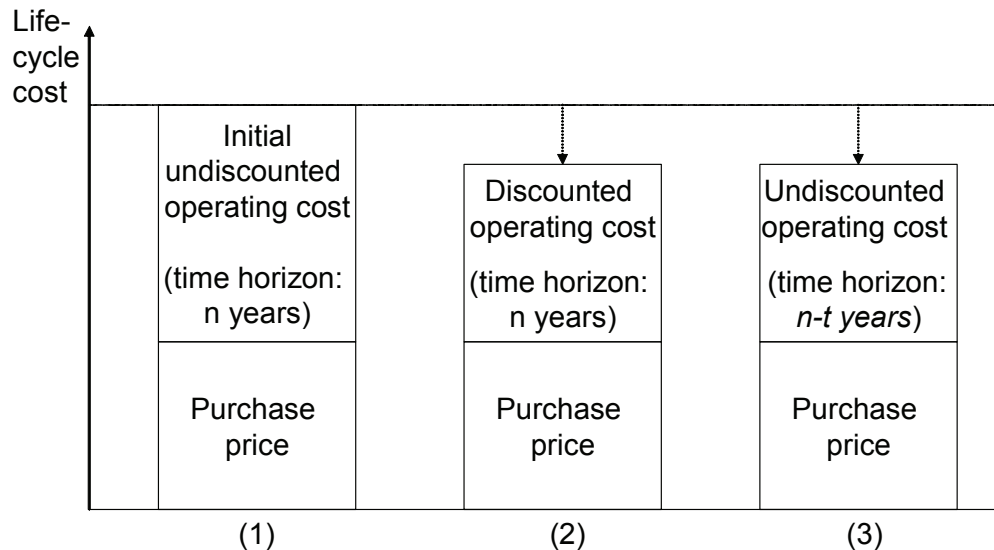 Life-
cycle
cost
Initial
undiscounted
operating cost
(time horizon:
n years)
Purchase
price
(1)
Discounted
operating cost
(time horizon:
n years)
Purchase
price
(2)
Undiscounted
operating cost
(time horizon:
n-t years)
Purchase
price
(3)